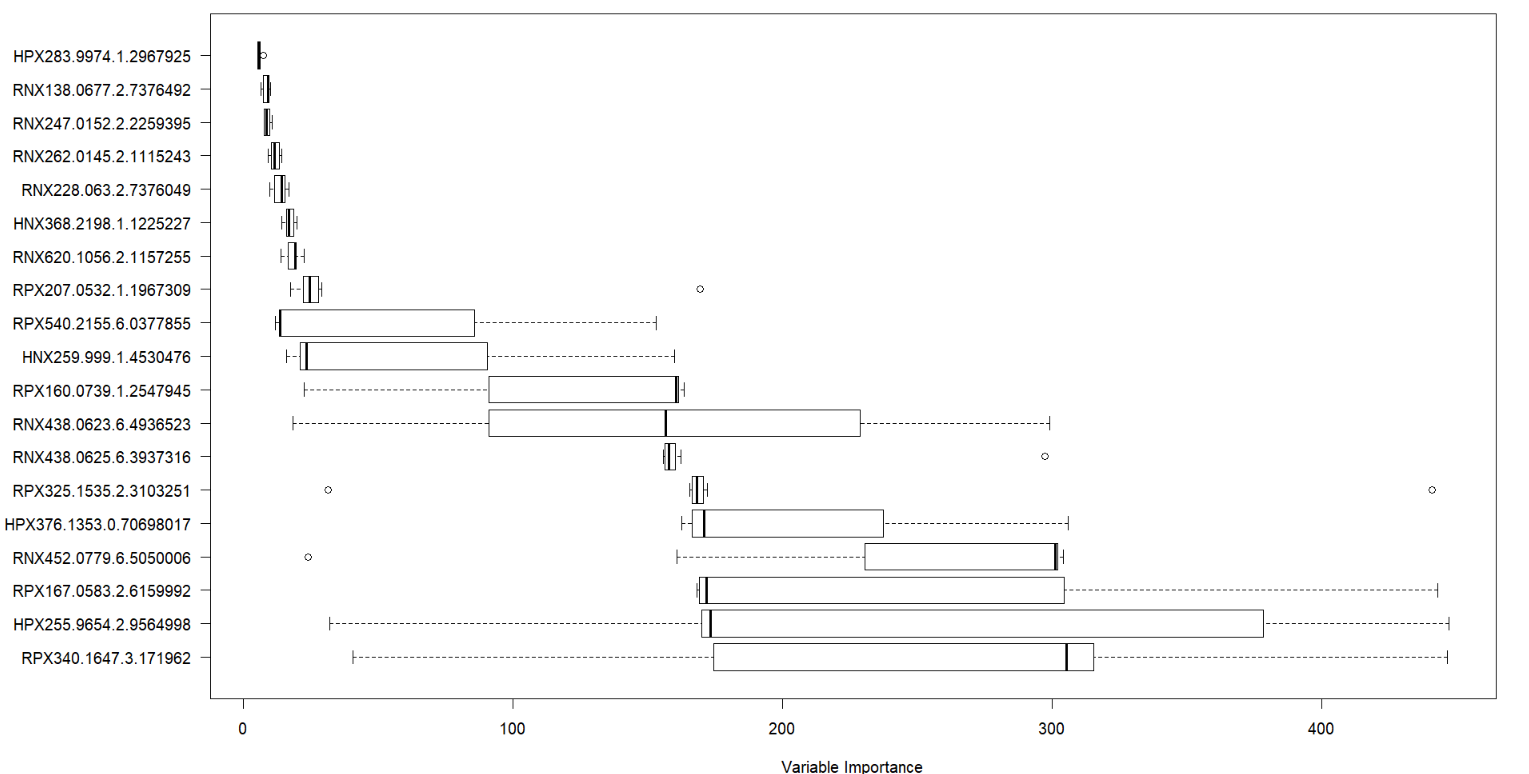 HPX283.9974.1.2967925
RNX138.0677.2.7376492
RNX247.0152.2.2259395
RNX262.0145.2.1115243
RNX228.063.2.7376049
HNX368.2198.1.1225227
RNX620.1056.2.1157255
RPX207.0532.1.1967309
RPX540.2155.6.0377855
HNX259.999.1.4530476
RPX160.0739.1.2547945
RNX438.0623.6.4936523
RNX438.0625.6.3937316
RPX325.1535.2.3103251
HPX376.1353.0.70698017
RNX452.0779.6.5050006
RPX167.0583.2.6159992
HPX255.9654.2.9564998
RPX340.1647.3.171962
0 100 200 300 400
Variable Importance